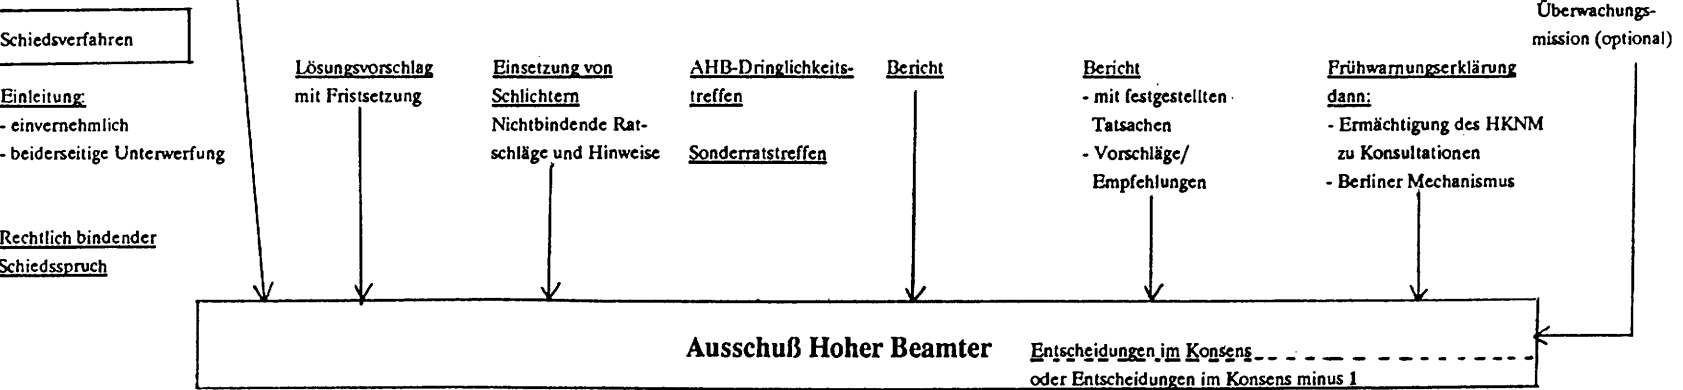 Überwachungs-
mission (optional)
Schiedsverfahren
Einleitung:
- einvernehmlich
- beiderseitige Unterwerfung
Rechtlich bindender
Schiedsspruch
Lösungsvorschlag
mit Fristsetzung
Einsetzung von
Schlichtern
Nichtbindende Rat-
schläge und Hinweise
AHB-Dringlichkeits-
treffen
Sonderratstreffen
Bericht
Bericht
- mit festgestellten
Tatsachen
- Vorschläge/
Empfehlungen
Frühwarnungserklärung
dann:
- Ermächtigung des HKNM
zu Konsultationen
- Berliner Mechanismus
Ausschuß Hoher Beamter
Entscheidungen im Konsens
oder Entscheidungen im Konsens minus 1